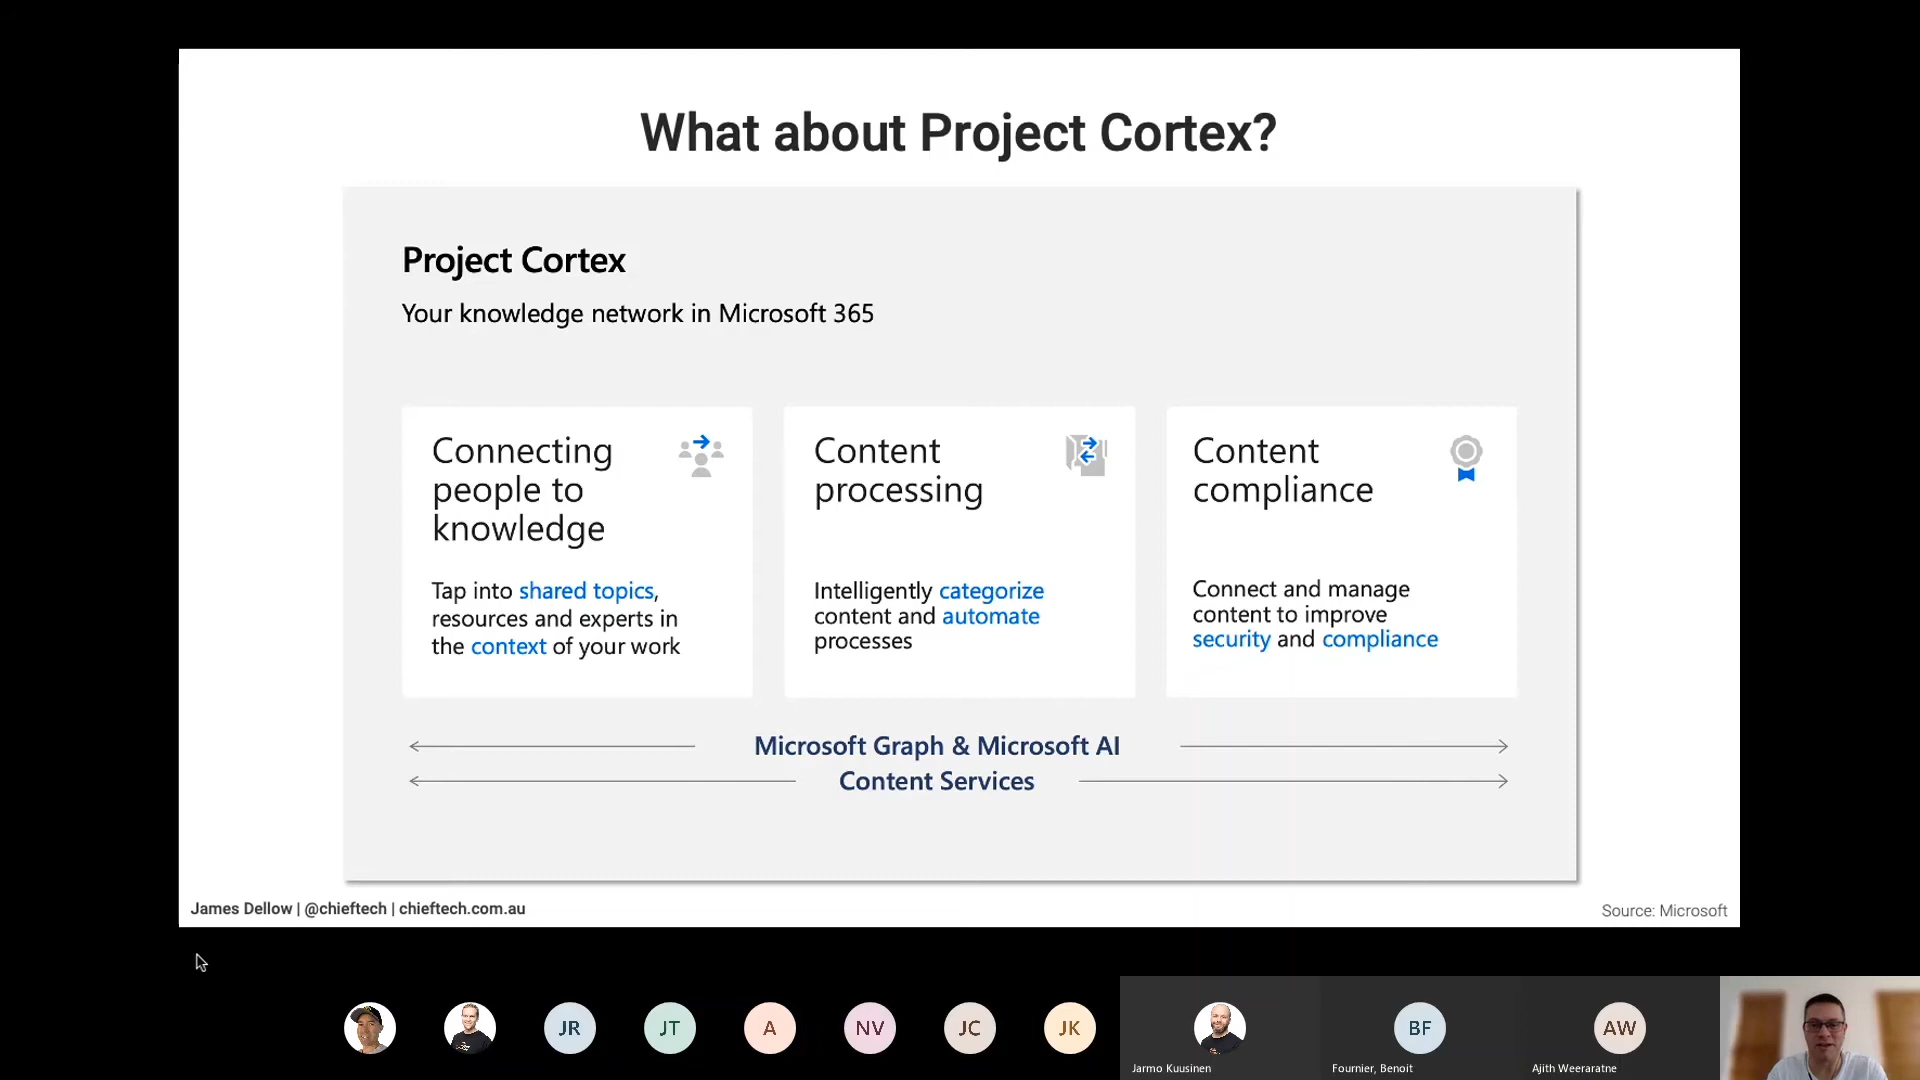 What about Project Cortex?
Project Cortex
Your knowledge network in Microsoft 365
Connecting
people to
knowledge
Tap into shared topics,
resources and experts in
the context of your work
Content
processing
Intelligently categorize
content and automate
processes
Content
compliance
Connect and manage
content to improve
security and compliance
Microsoft Graph & Microsoft AI
Content Services
James Dellow | @chieftech | chieftech.com.au
Source: Microsoft
JR
JT
A
NV
JC
JK
Jarmo Kuusinen
BF
Fournier, Benoit
AW
Ajith Weeraratne